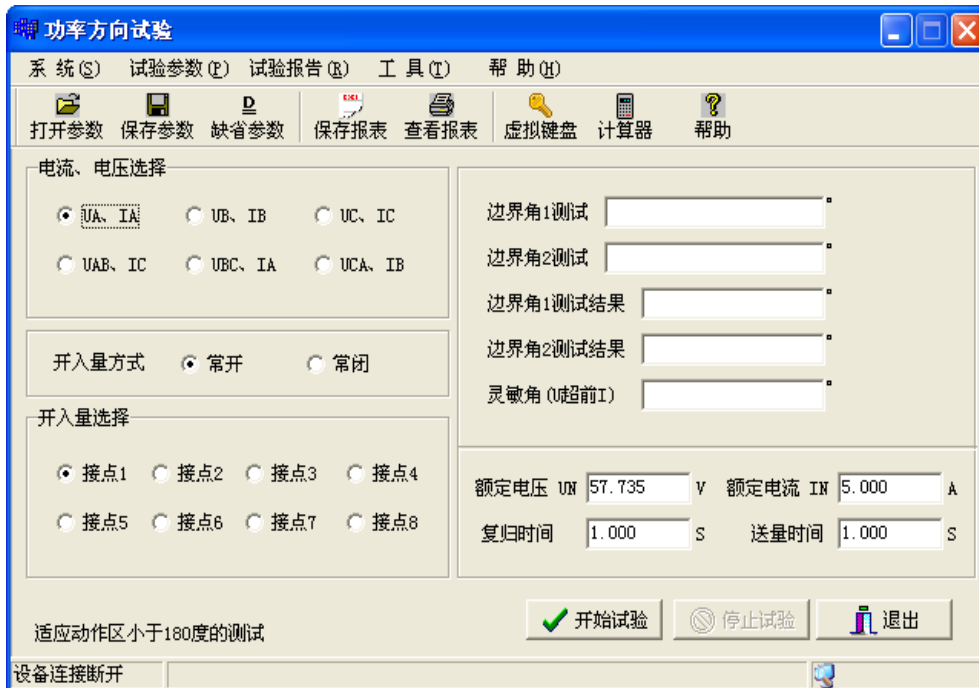 功率方向试验
系 统(S) 试验参数(P) 试验报告(R) 工 具(T) 帮 助(H)
打开参数 保存参数 缺省参数 保存报表 查看报表 虚拟键盘 计算器 帮助
电流、电压选择
UA、IA UB、IB UC、IC
UAB、IC UBC、IA UCA、IB
开入量方式 常开 常闭
开入量选择
接点1 接点2 接点3 接点4
接点5 接点6 接点7 接点8
边界角1测试 °
边界角2测试 °
边界角1测试结果 °
边界角2测试结果 °
灵敏角(U超前I) °
额定电压 UN 57.735 V 额定电流 IN 5.000 A
复归时间 1.000 S 送量时间 1.000 S
适应动作区小于180度的测试
开始试验 停止试验 退出
设备连接断开